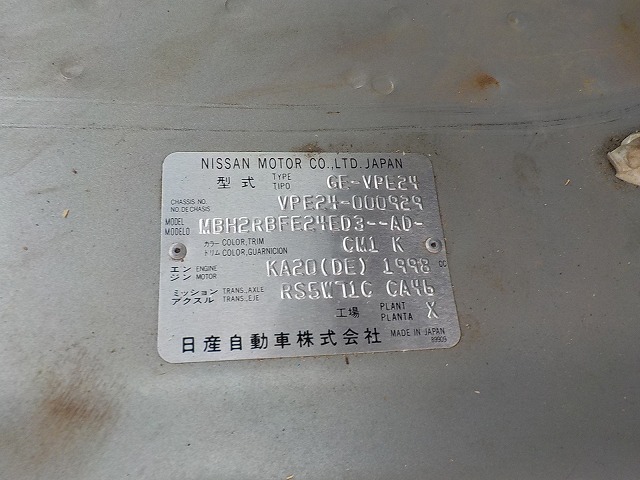 NISSAN MOTOR CO.,LTD. JAPAN
型式 TYPE TIPO GE-VPE24
CHASSIS NO. NO. DE CHASIS VPE24-000929
MODEL MODELO MBH2RBFE24ED3--AD-
カラー COLOR,TRIM トリム COLOR,GUARNICION CM1 K
エンジン ENGINE MOTOR KA20(DE) 1998 cc
ミッション TRANS.,AXLE アクスル TRANS.,EJE RS5W71C CA46
工場 PLANT PLANTA X
日産自動車株式会社 MADE IN JAPAN
89909